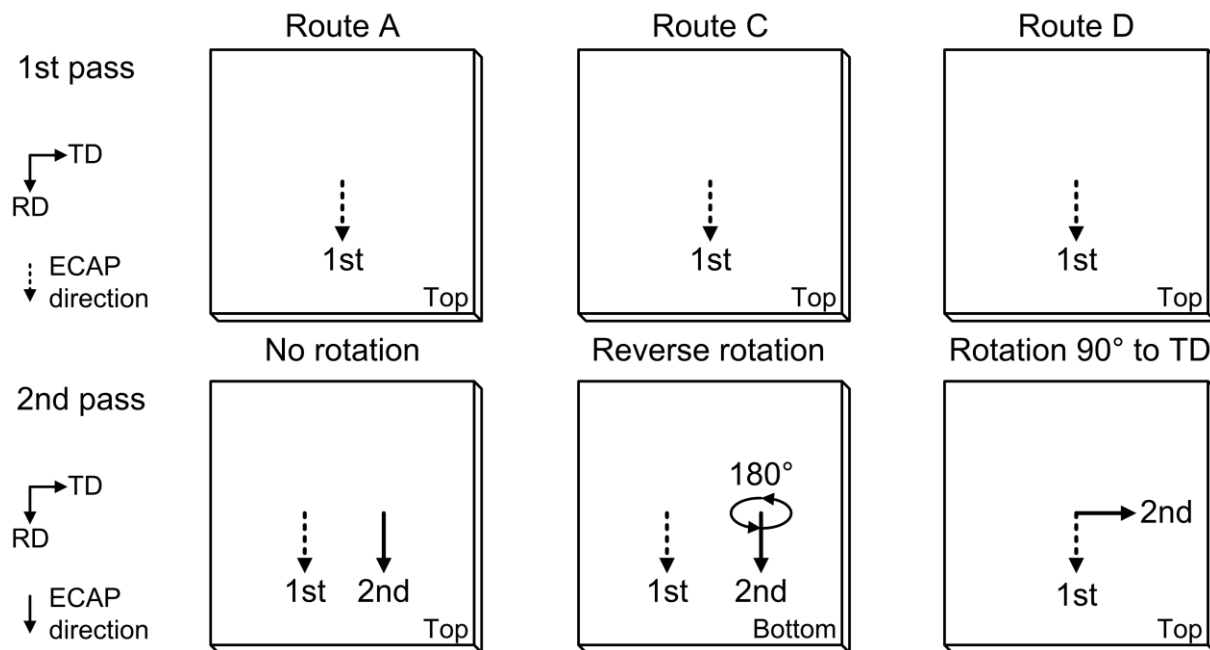 Route A
Route C
Route D
1st pass
TD
RD
ECAP
direction
1st
Top
1st
Top
1st
Top
No rotation
Reverse rotation
Rotation 90° to TD
2nd pass
TD
RD
ECAP
direction
1st
2nd
Top
180°
1st
2nd
Bottom
2nd
1st
Top